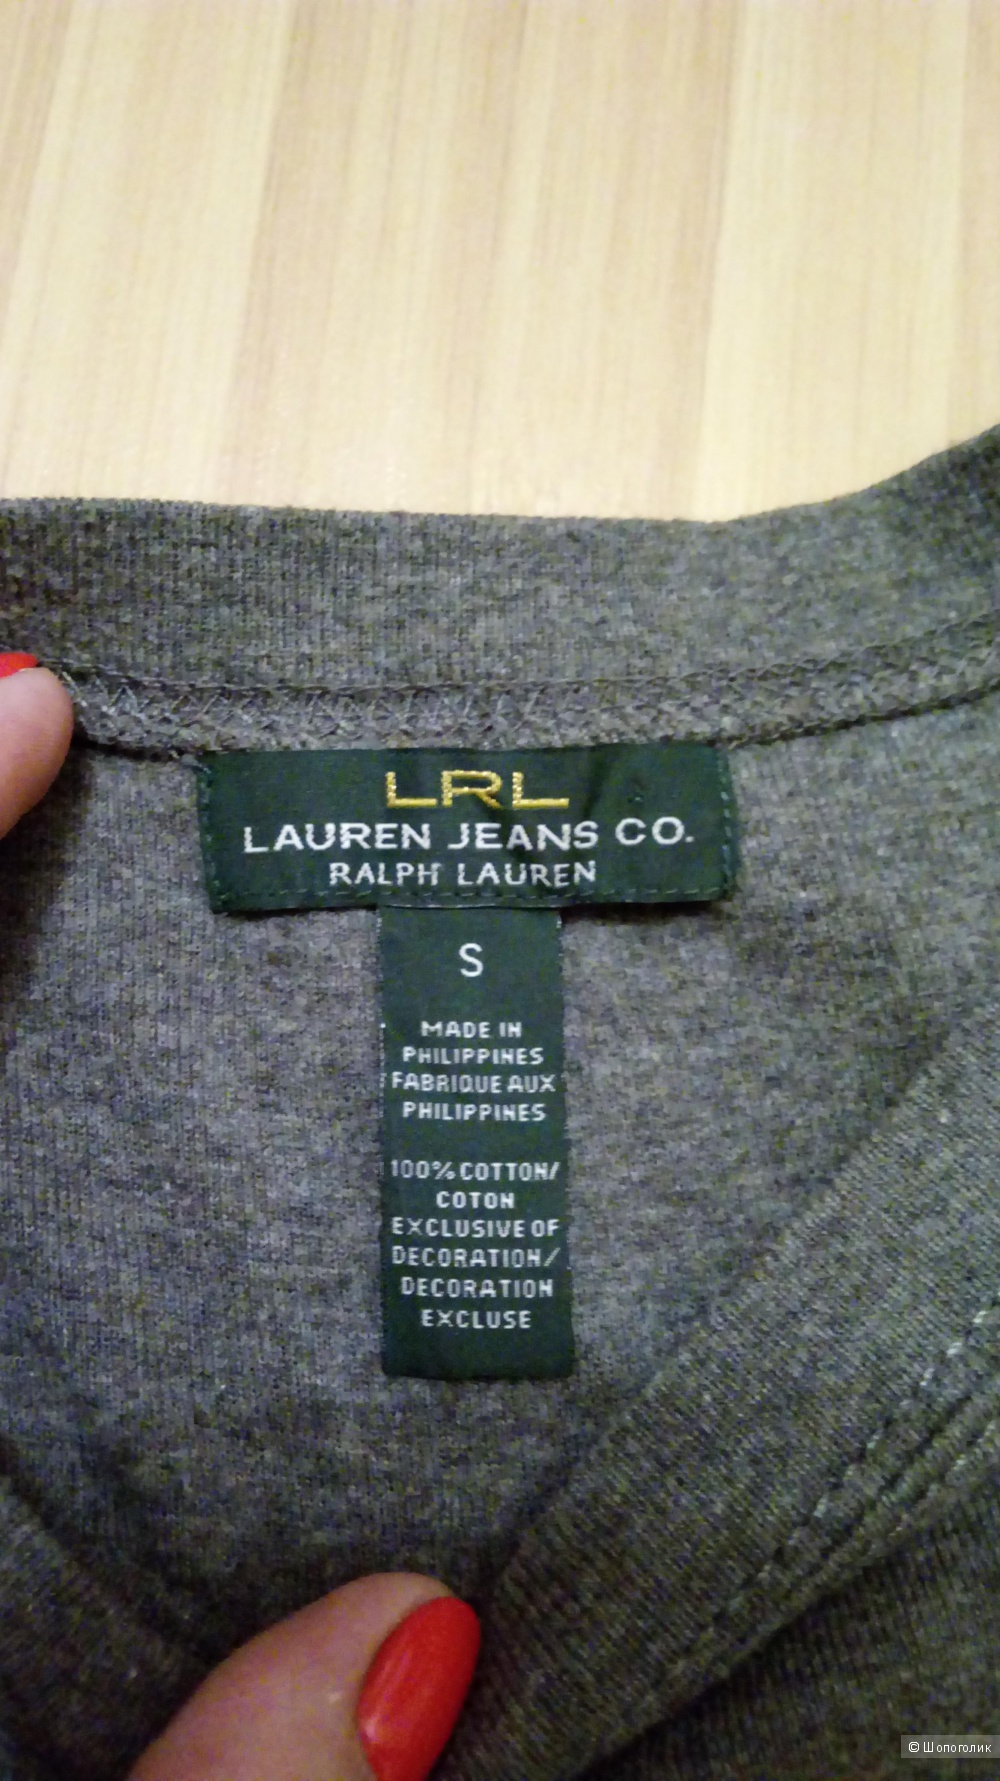 LRL
LAUREN JEANS CO.
RALPH LAUREN
S
MADE IN
PHILIPPINES
FABRIQUE AUX
PHILIPPINES
100% COTTON/
COTON
EXCLUSIVE OF
DECORATION/
DECORATION
EXCLUSE
© Шопоголик